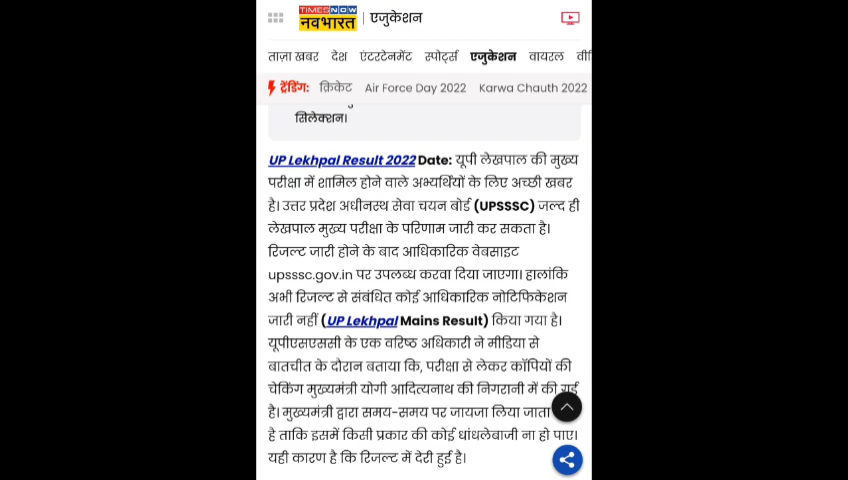 TIMES NOW
नवभारत | एजुकेशन
ताज़ा खबर देश एंटरटेनमेंट स्पोर्ट्स एजुकेशन वायरल वी
ट्रेंडिंग: क्रिकेट Air Force Day 2022 Karwa Chauth 2022
सिलेक्शन।
UP Lekhpal Result 2022 Date: यूपी लेखपाल की मुख्य
परीक्षा में शामिल होने वाले अभ्यर्थियों के लिए अच्छी खबर
है। उत्तर प्रदेश अधीनस्थ सेवा चयन बोर्ड (UPSSSC) जल्द ही
लेखपाल मुख्य परीक्षा के परिणाम जारी कर सकता है।
रिजल्ट जारी होने के बाद आधिकारिक वेबसाइट
upsssc.gov.in पर उपलब्ध करवा दिया जाएगा। हालांकि
अभी रिजल्ट से संबंधित कोई आधिकारिक नोटिफिकेशन
जारी नहीं (UP Lekhpal Mains Result) किया गया है।
यूपीएसएससी के एक वरिष्ठ अधिकारी ने मीडिया से
बातचीत के दौरान बताया कि, परीक्षा से लेकर कॉपियों की
चेकिंग मुख्यमंत्री योगी आदित्यनाथ की निगरानी में की गई
है। मुख्यमंत्री द्वारा समय-समय पर जायजा लिया जाता
है ताकि इसमें किसी प्रकार की कोई धांधलेबाजी ना हो पाए।
यही कारण है कि रिजल्ट में देरी हुई है।